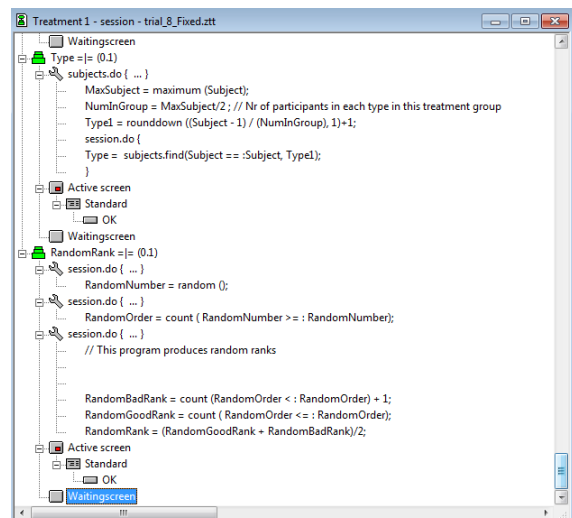 Treatment 1 - session - trial_8_Fixed.ztt
Waitingscreen
Type =|= (0.1)
subjects.do { ... }
MaxSubject = maximum (Subject);
NumInGroup = MaxSubject/2 ; // Nr of participants in each type in this treatment group
Type1 = rounddown ((Subject - 1) / (NumInGroup), 1)+1;
session.do {
Type = subjects.find(Subject == :Subject, Type1);
}
Active screen
Standard
OK
Waitingscreen
RandomRank =|= (0.1)
session.do { ... }
RandomNumber = random ();
session.do { ... }
RandomOrder = count ( RandomNumber >= : RandomNumber);
session.do { ... }
// This program produces random ranks
RandomBadRank = count (RandomOrder < : RandomOrder) + 1;
RandomGoodRank = count ( RandomOrder <= : RandomOrder);
RandomRank = (RandomGoodRank + RandomBadRank)/2;
Active screen
Standard
OK
Waitingscreen